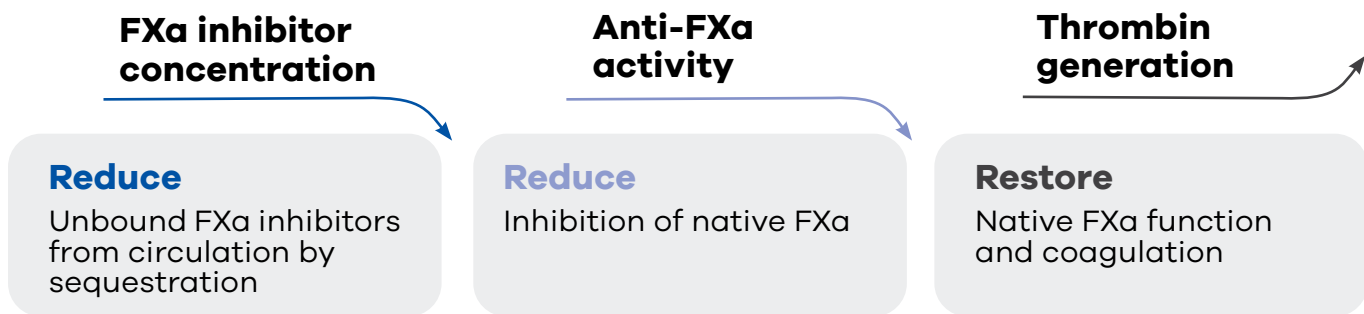 FXa inhibitor
concentration
Reduce
Unbound FXa inhibitors
from circulation by
sequestration
Anti-FXa
activity
Reduce
Inhibition of native FXa
Thrombin
generation
Restore
Native FXa function
and coagulation